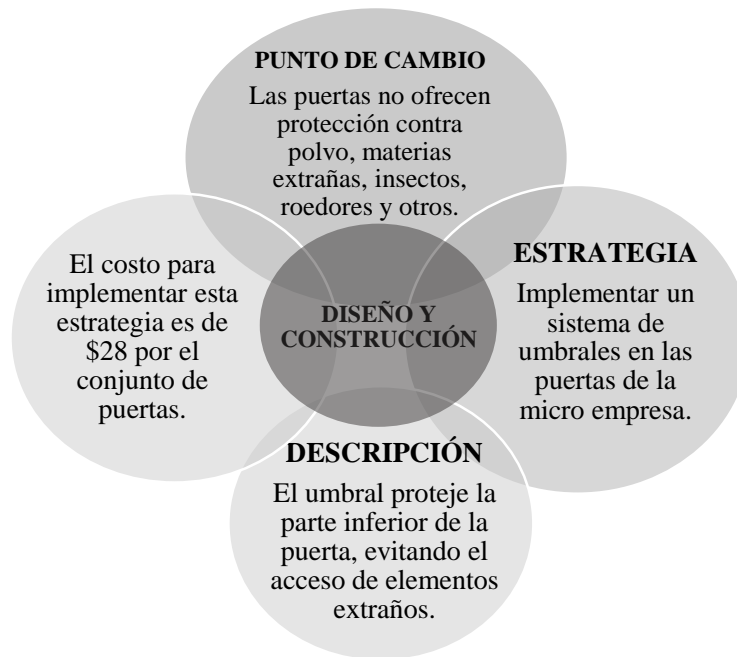 PUNTO DE CAMBIO
Las puertas no ofrecen
protección contra
polvo, materias
extrañas, insectos,
roedores y otros.
ESTRATEGIA
Implementar un
sistema de
umbrales en las
puertas de la
micro empresa.
DESCRIPCIÓN
El umbral proteje la
parte inferior de la
puerta, evitando el
acceso de elementos
extraños.
El costo para
implementar esta
estrategia es de
$28 por el
conjunto de
puertas.
DISEÑO Y
CONSTRUCCIÓN